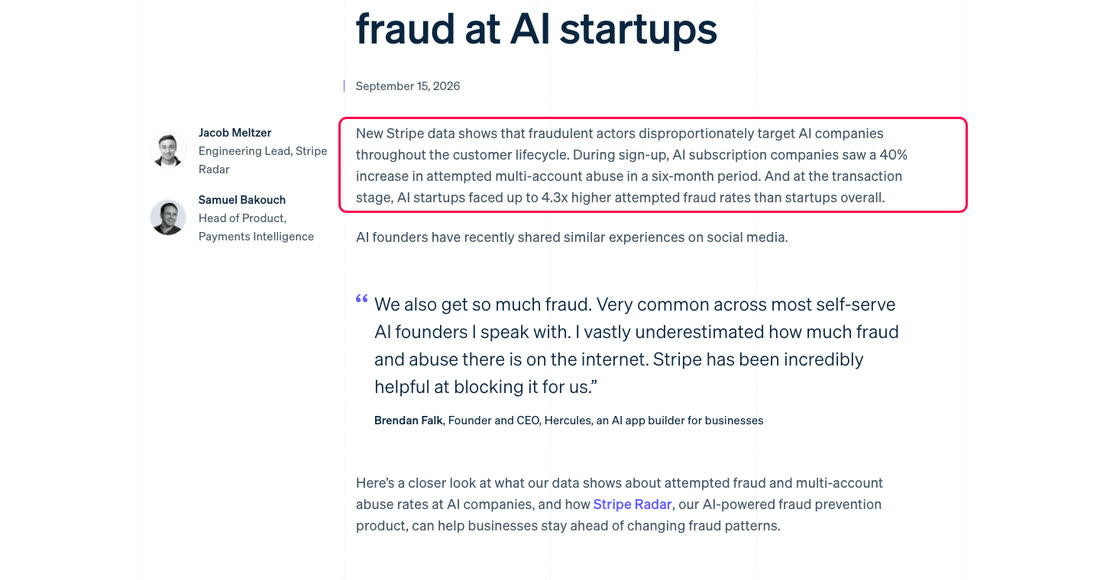 fraud at AI startups
September 15, 2026
Jacob Meltzer
Engineering Lead, Stripe
Radar
Samuel Bakouch
Head of Product,
Payments Intelligence
New Stripe data shows that fraudulent actors disproportionately target AI companies
throughout the customer lifecycle. During sign-up, AI subscription companies saw a 40%
increase in attempted multi-account abuse in a six-month period. And at the transaction
stage, AI startups faced up to 4.3x higher attempted fraud rates than startups overall.
AI founders have recently shared similar experiences on social media.
“ We also get so much fraud. Very common across most self-serve
AI founders I speak with. I vastly underestimated how much fraud
and abuse there is on the internet. Stripe has been incredibly
helpful at blocking it for us.”
Brendan Falk, Founder and CEO, Hercules, an AI app builder for businesses
Here’s a closer look at what our data shows about attempted fraud and multi-account
abuse rates at AI companies, and how Stripe Radar, our AI-powered fraud prevention
product, can help businesses stay ahead of changing fraud patterns.